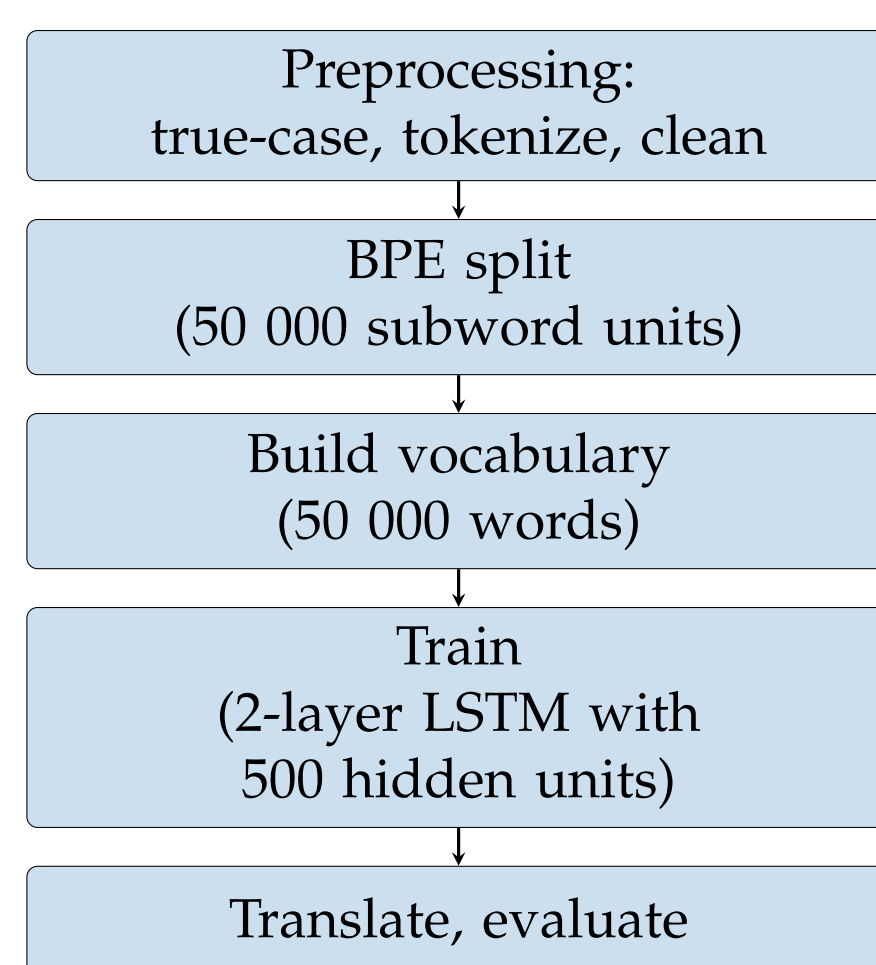 Preprocessing:
true-case, tokenize, clean
BPE split
(50 000 subword units)
Build vocabulary
(50 000 words)
Train
(2-layer LSTM with
500 hidden units)
Translate, evaluate